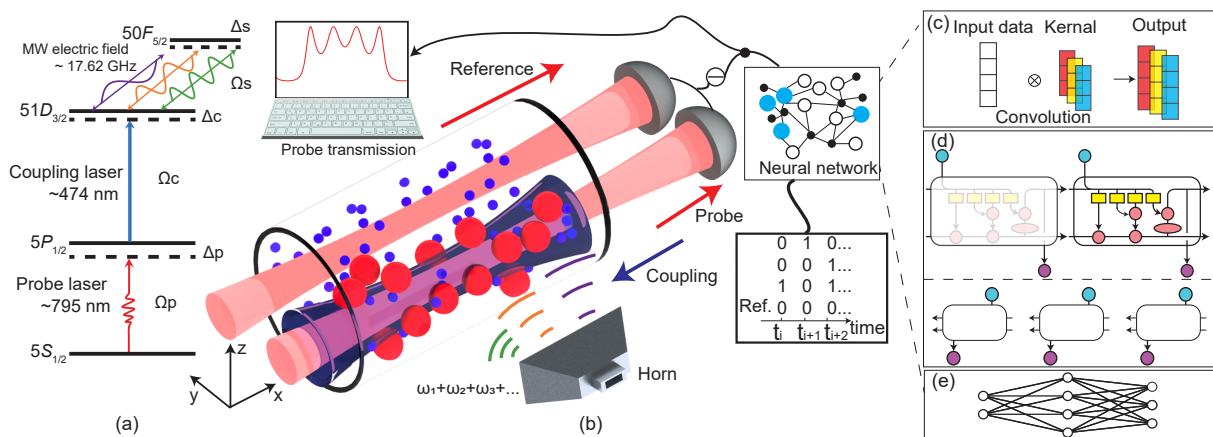 50F5/2
Δs
MW electric field
~ 17.62 GHz
Ωs
51D3/2
Δc
Coupling laser
~474 nm
Ωc
5P1/2
Δp
Probe laser
~795 nm
Ωp
5S1/2
z
y
x
(a)
Probe transmission
Reference
Probe
Coupling
ω1+ω2+ω3+...
Horn
(b)
Neural network
0 1 0...
0 0 1...
1 0 1...
Ref. 0 0 0...
ti ti+1 ti+2 time
(c)
Input data Kernal Output
Convolution
(d)
(e)